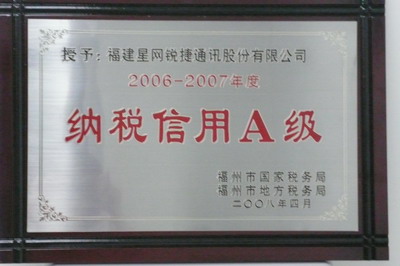 授予：福建星网锐捷通讯股份有限公司
2006-2007年度
纳税信用A级
福州市国家税务局
福州市地方税务局
二〇〇八年四月